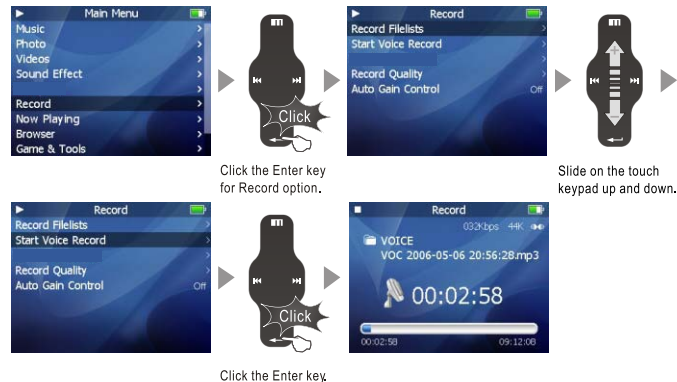 Main Menu
Music
Photo
Videos
Sound Effect
Record
Now Playing
Browser
Game & Tools
Click
Click the Enter key
for Record option.
Record
Record Filelists
Start Voice Record
Record Quality
Auto Gain Control Off
Slide on the touch
keypad up and down.
Record
Record Filelists
Start Voice Record
Record Quality
Auto Gain Control Off
Click
Click the Enter key.
Record
032Kbps 44K
VOICE
VOC 2006-05-06 20:56:28.mp3
00:02:58
00:02:58 09:12:08